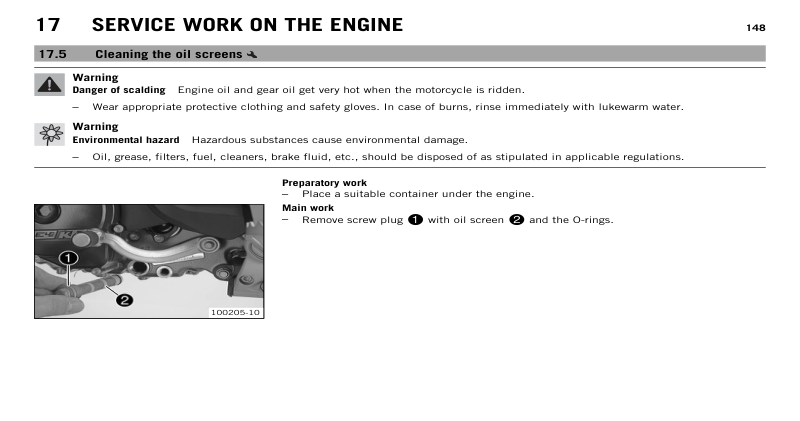 17 SERVICE WORK ON THE ENGINE 148
17.5 Cleaning the oil screens
Warning
Danger of scalding Engine oil and gear oil get very hot when the motorcycle is ridden.
– Wear appropriate protective clothing and safety gloves. In case of burns, rinse immediately with lukewarm water.
Warning
Environmental hazard Hazardous substances cause environmental damage.
– Oil, grease, filters, fuel, cleaners, brake fluid, etc., should be disposed of as stipulated in applicable regulations.
Preparatory work
– Place a suitable container under the engine.
Main work
– Remove screw plug 1 with oil screen 2 and the O-rings.
1
2
100205-10